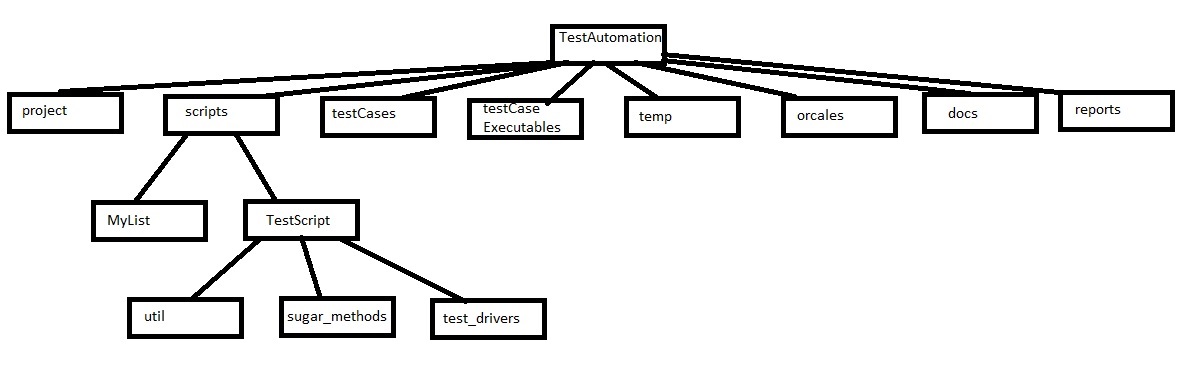 TestAutomation
project
scripts
testCases
testCase
Executables
temp
orcales
docs
reports
MyList
TestScript
util
sugar_methods
test_drivers